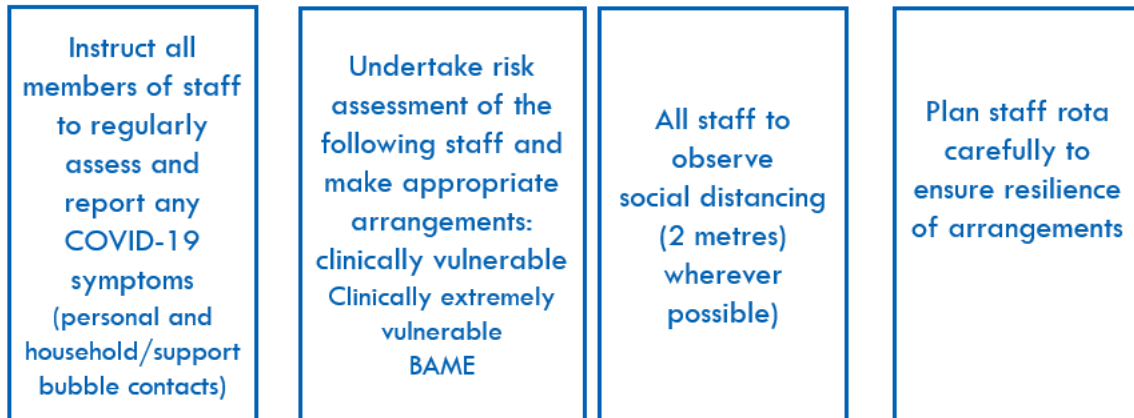 Instruct all
members of staff
to regularly
assess and
report any
COVID-19
symptoms
(personal and
household/support
bubble contacts)
Undertake risk
assessment of the
following staff and
make appropriate
arrangements:
clinically vulnerable
Clinically extremely
vulnerable
BAME
All staff to
observe
social distancing
(2 metres)
wherever
possible)
Plan staff rota
carefully to
ensure resilience
of arrangements